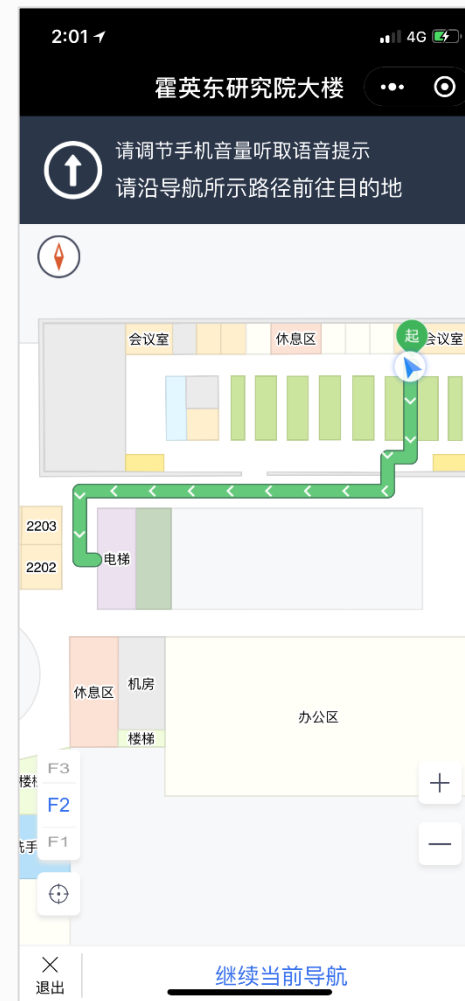 2:01
4G
霍英东研究院大楼
请调节手机音量听取语音提示
请沿导航所示路径前往目的地
会议室
休息区
起
会议室
2203
2202
电梯
休息区
机房
楼梯
办公区
F3
F2
F1
洗手
退出
继续当前导航